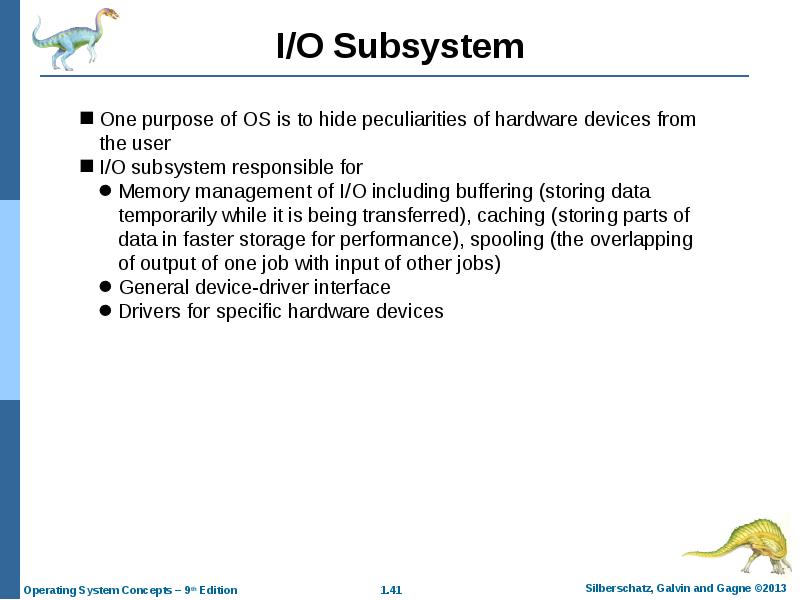 I/O Subsystem
One purpose of OS is to hide peculiarities of hardware devices from
the user
I/O subsystem responsible for
Memory management of I/O including buffering (storing data
temporarily while it is being transferred), caching (storing parts of
data in faster storage for performance), spooling (the overlapping
of output of one job with input of other jobs)
General device-driver interface
Drivers for specific hardware devices
Operating System Concepts – 9th Edition
1.41
Silberschatz, Galvin and Gagne ©2013